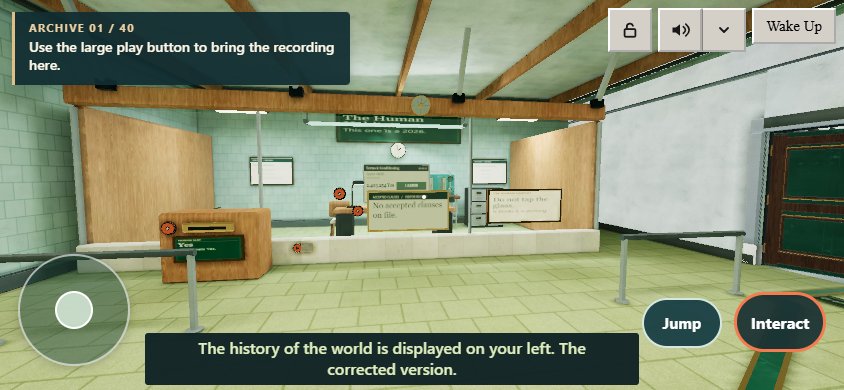 ARCHIVE 01 / 40
Use the large play button to bring the recording
here.
Wake Up
The Human
This one is a 2026.
No accepted clauses
on file.
Do not tap the
glass.
Yes
Jump
Interact
The history of the world is displayed on your left. The
corrected version.